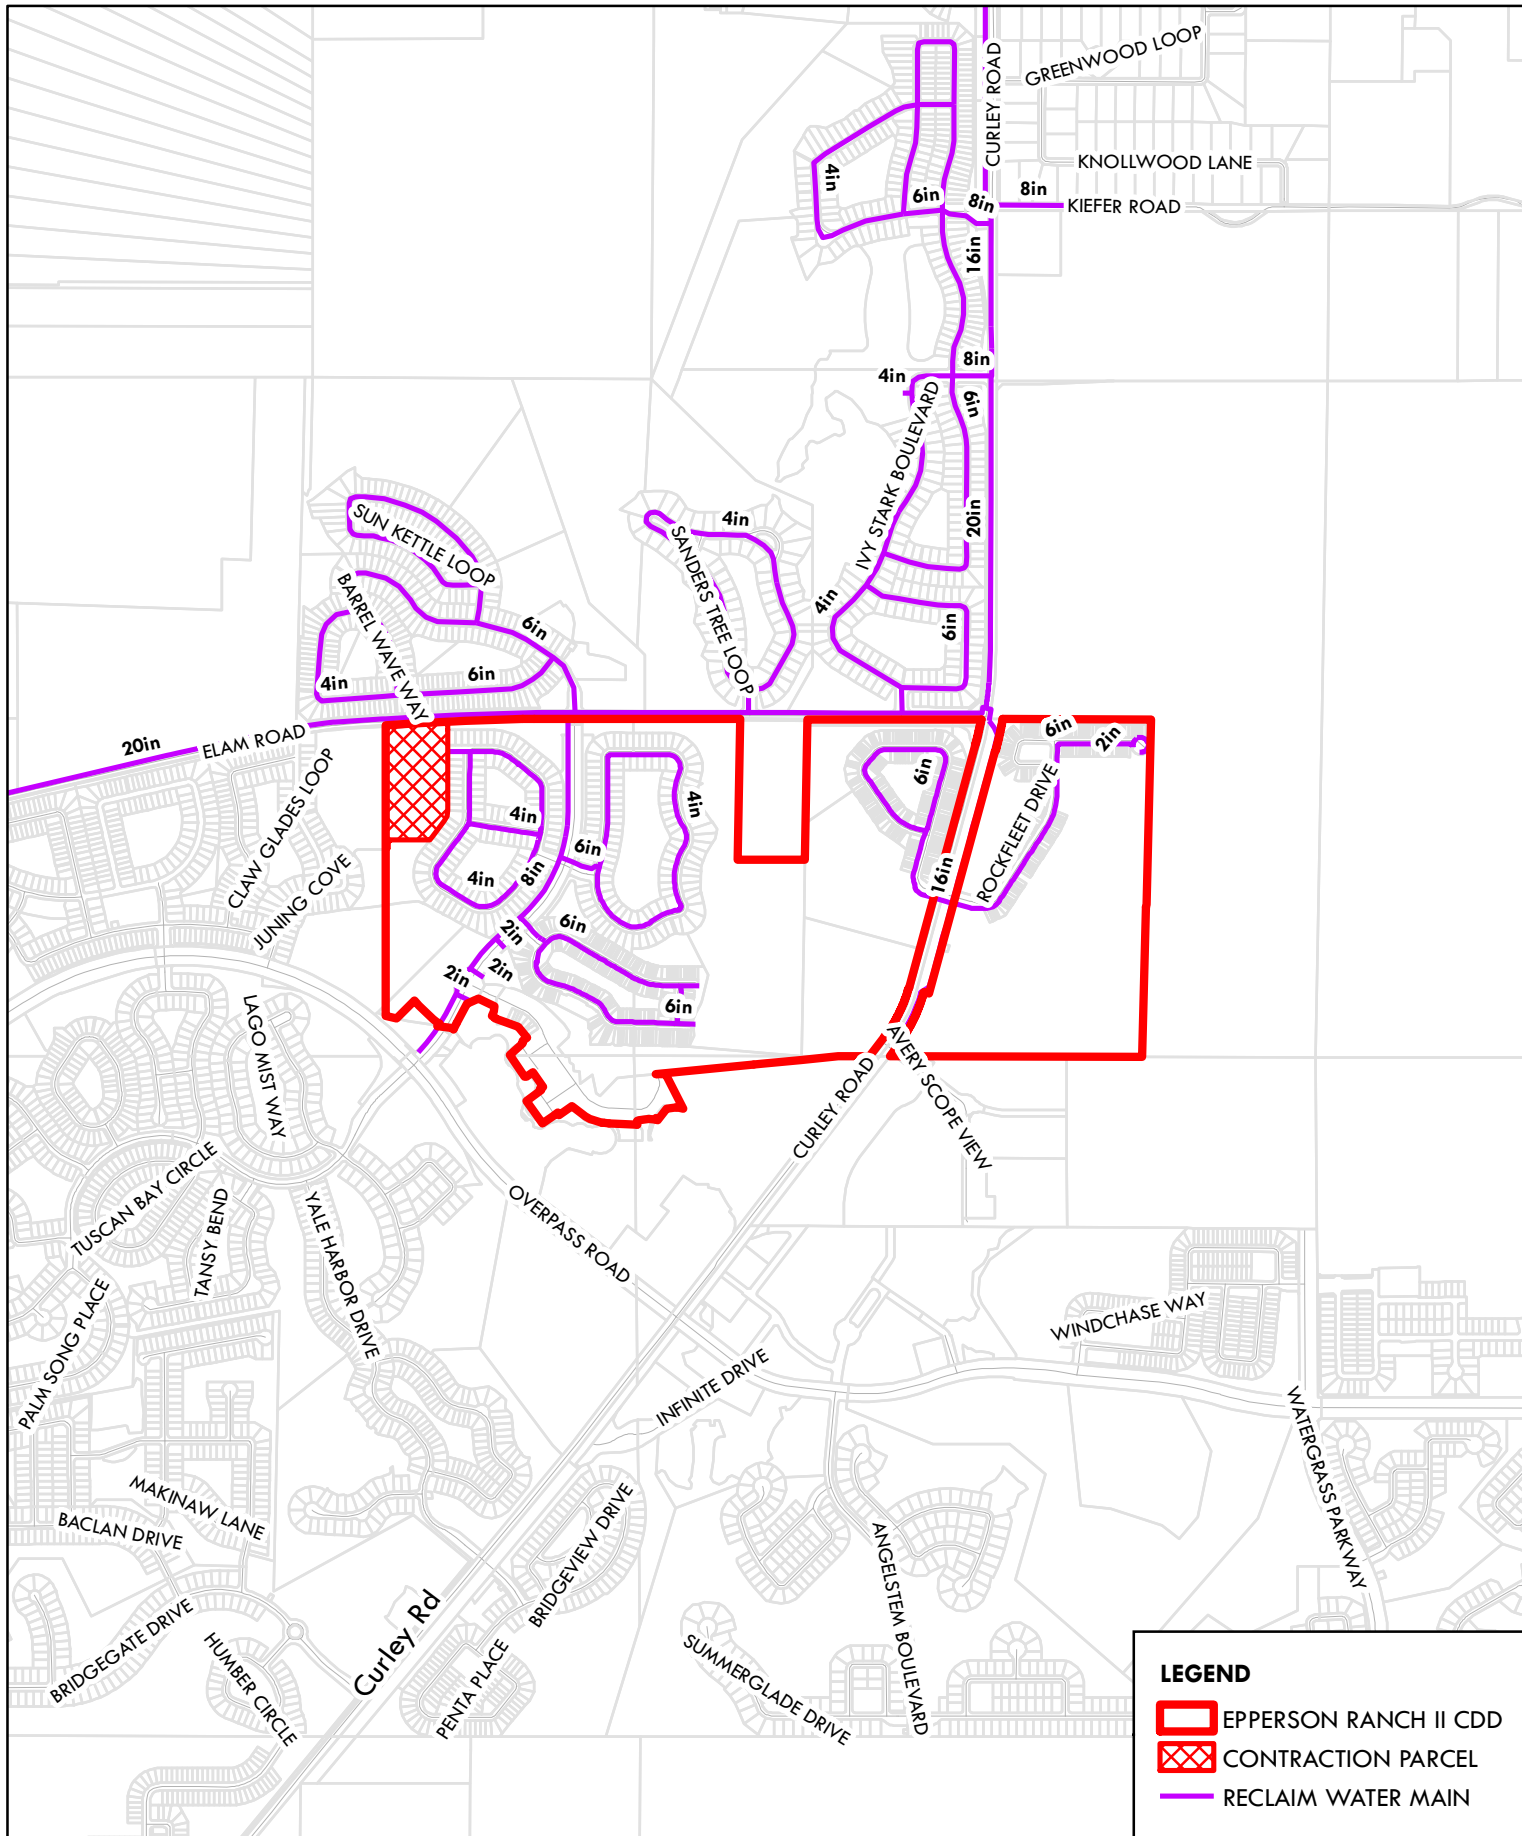 GREENWOOD LOOP
CURLEY ROAD
KNOLLWOOD LANE
4in
6in
8in
8in
KIEFER ROAD
16in
8in
4in
6in
IVY STARK BOULEVARD
20in
SUN KETTLE LOOP
4in
SANDERS TREE LOOP
BARREL WAVE WAY
6in
4in
6in
6in
4in
20in
ELAM ROAD
6in
2in
CLAW GLADES LOOP
6in
ROCKFLEET DRIVE
4in
4in
6in
8in
4in
16in
JUNING COVE
2in
6in
2in
2in
6in
LAGO MIST WAY
AVERY SCOPE VIEW
CURLEY ROAD
TUSCAN BAY CIRCLE
TANSY BEND
YALE HARBOR DRIVE
OVERPASS ROAD
PALM SONG PLACE
WINDCHASE WAY
INFINITE DRIVE
WATERGRASS PARKWAY
MAKINAW LANE
BACLAN DRIVE
BRIDGEVIEW DRIVE
ANGELSTEM BOULEVARD
BRIDGEGATE DRIVE
HUMBER CIRCLE
Curley Rd
PENTA PLACE
SUMMERGLADE DRIVE
LEGEND
EPPERSON RANCH II CDD
CONTRACTION PARCEL
RECLAIM WATER MAIN